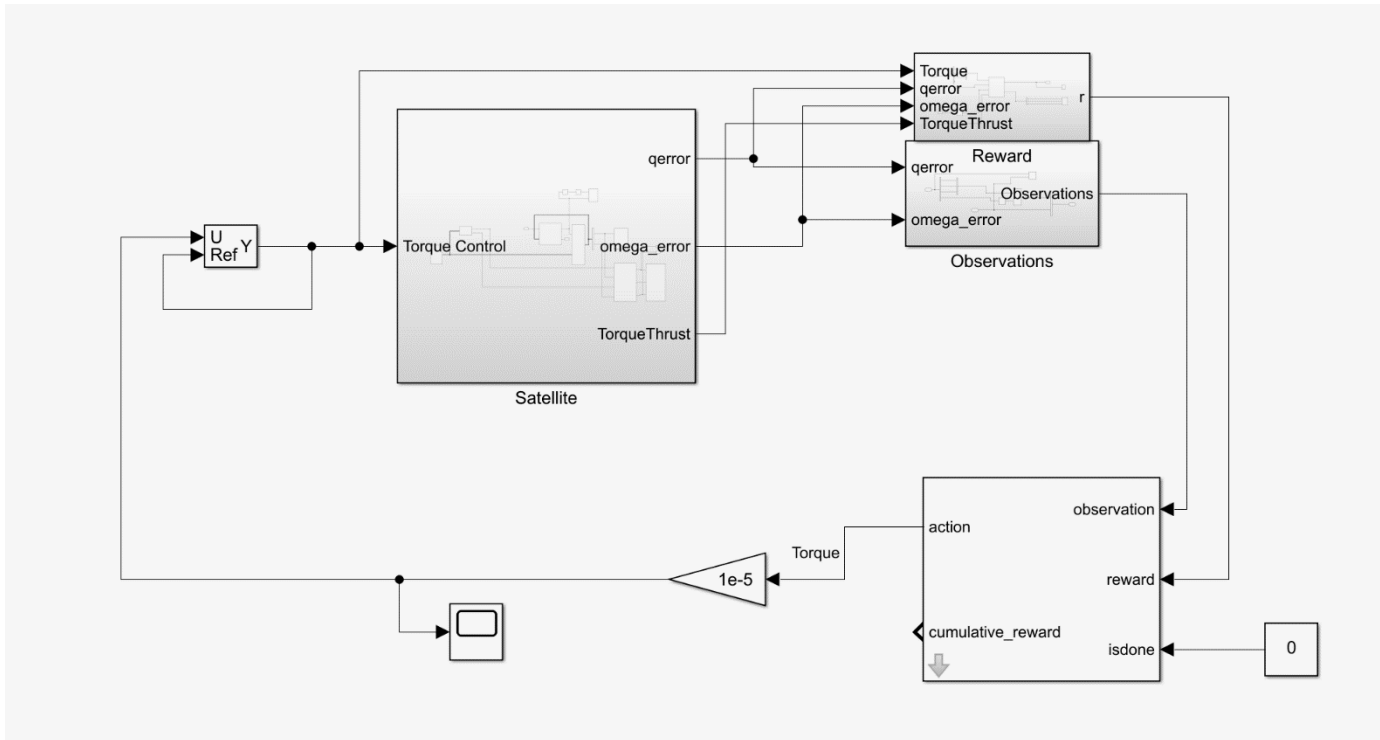 Torque
qerror
omega_error
TorqueThrust
r
Reward
qerror
omega_error
Observations
Observations
U
Ref
Y
Torque Control
qerror
omega_error
TorqueThrust
Satellite
action
cumulative_reward
observation
reward
isdone
Torque
1e-5
0